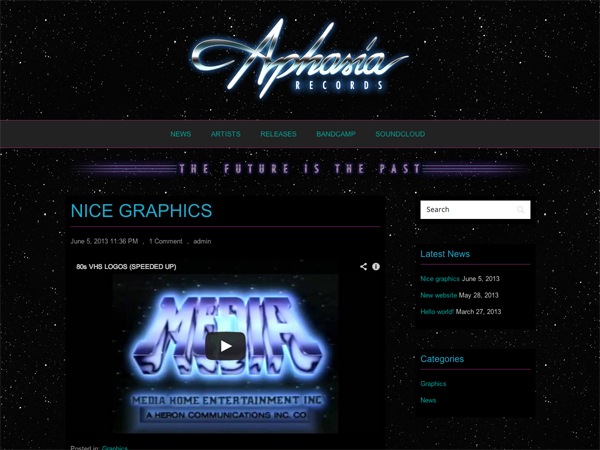 Aphasia
RECORDS
NEWS ARTISTS RELEASES BANDCAMP SOUNDCLOUD
THE FUTURE IS THE PAST
NICE GRAPHICS
June 5, 2013 11:36 PM , 1 Comment , admin
80s VHS LOGOS (SPEEDED UP)
MEDIA
MEDIA HOME ENTERTAINMENT INC
A HERON COMMUNICATIONS INC. CO
Posted in: Graphics
Search
Latest News
Nice graphics June 5, 2013
New website May 28, 2013
Hello world! March 27, 2013
Categories
Graphics
News